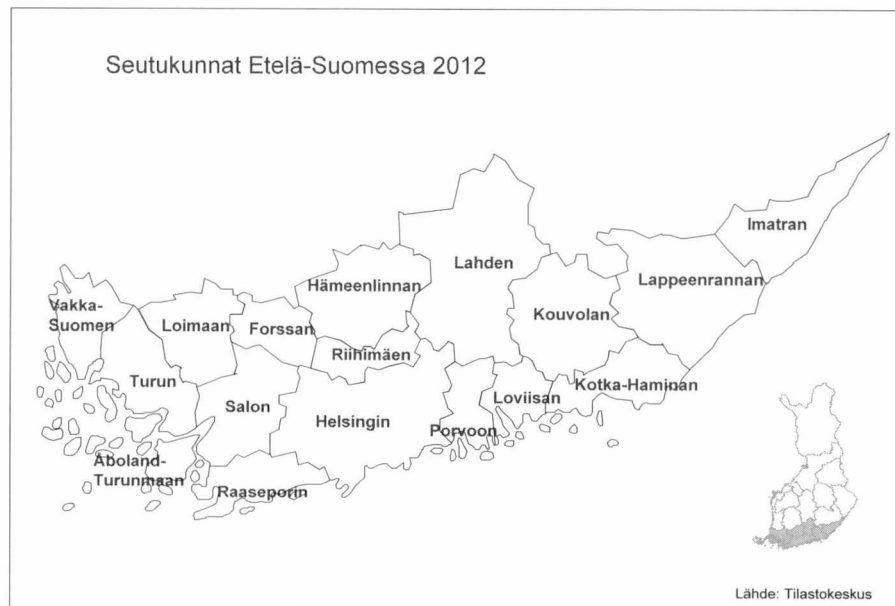 Seutukunnat Etelä-Suomessa 2012
Imatran
Lahden
Lappeenrannan
Hämeenlinnan
Vakka-
Suomen
Loimaan
Forssan
Kouvolan
Riihimäen
Turun
Kotka-Haminan
Loviisan
Salon
Helsingin
Porvoon
Åboland-
Turunmaan
Raaseporin
Lähde: Tilastokeskus